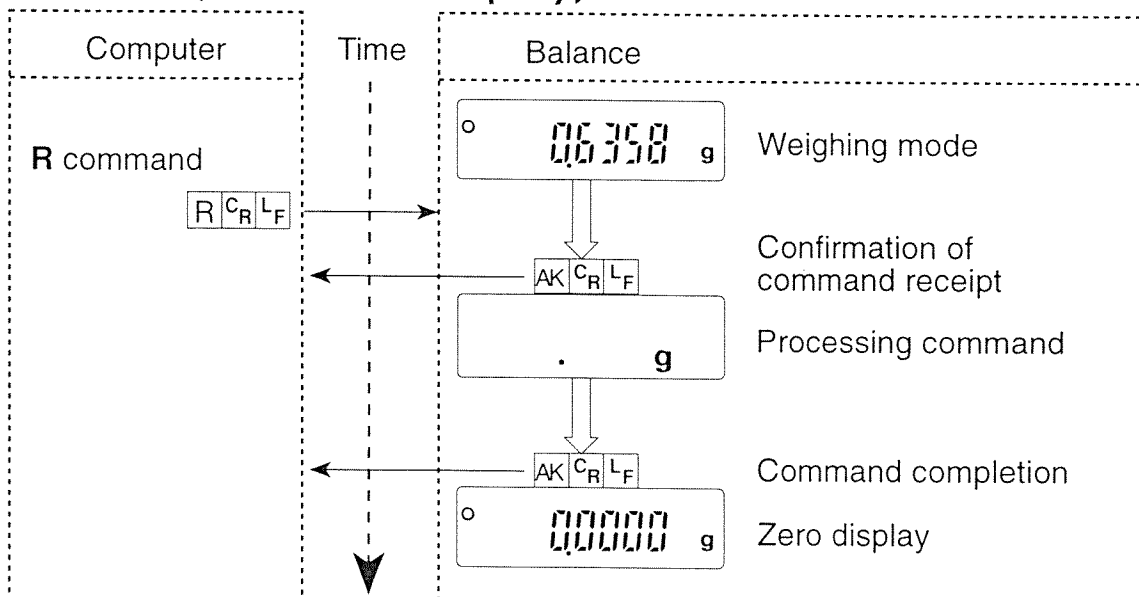 Computer Time Balance
0.6358 g Weighing mode
R command
R CR LF
Confirmation of
AK CR LF command receipt
. g Processing command
AK CR LF Command completion
0.0000 g Zero display